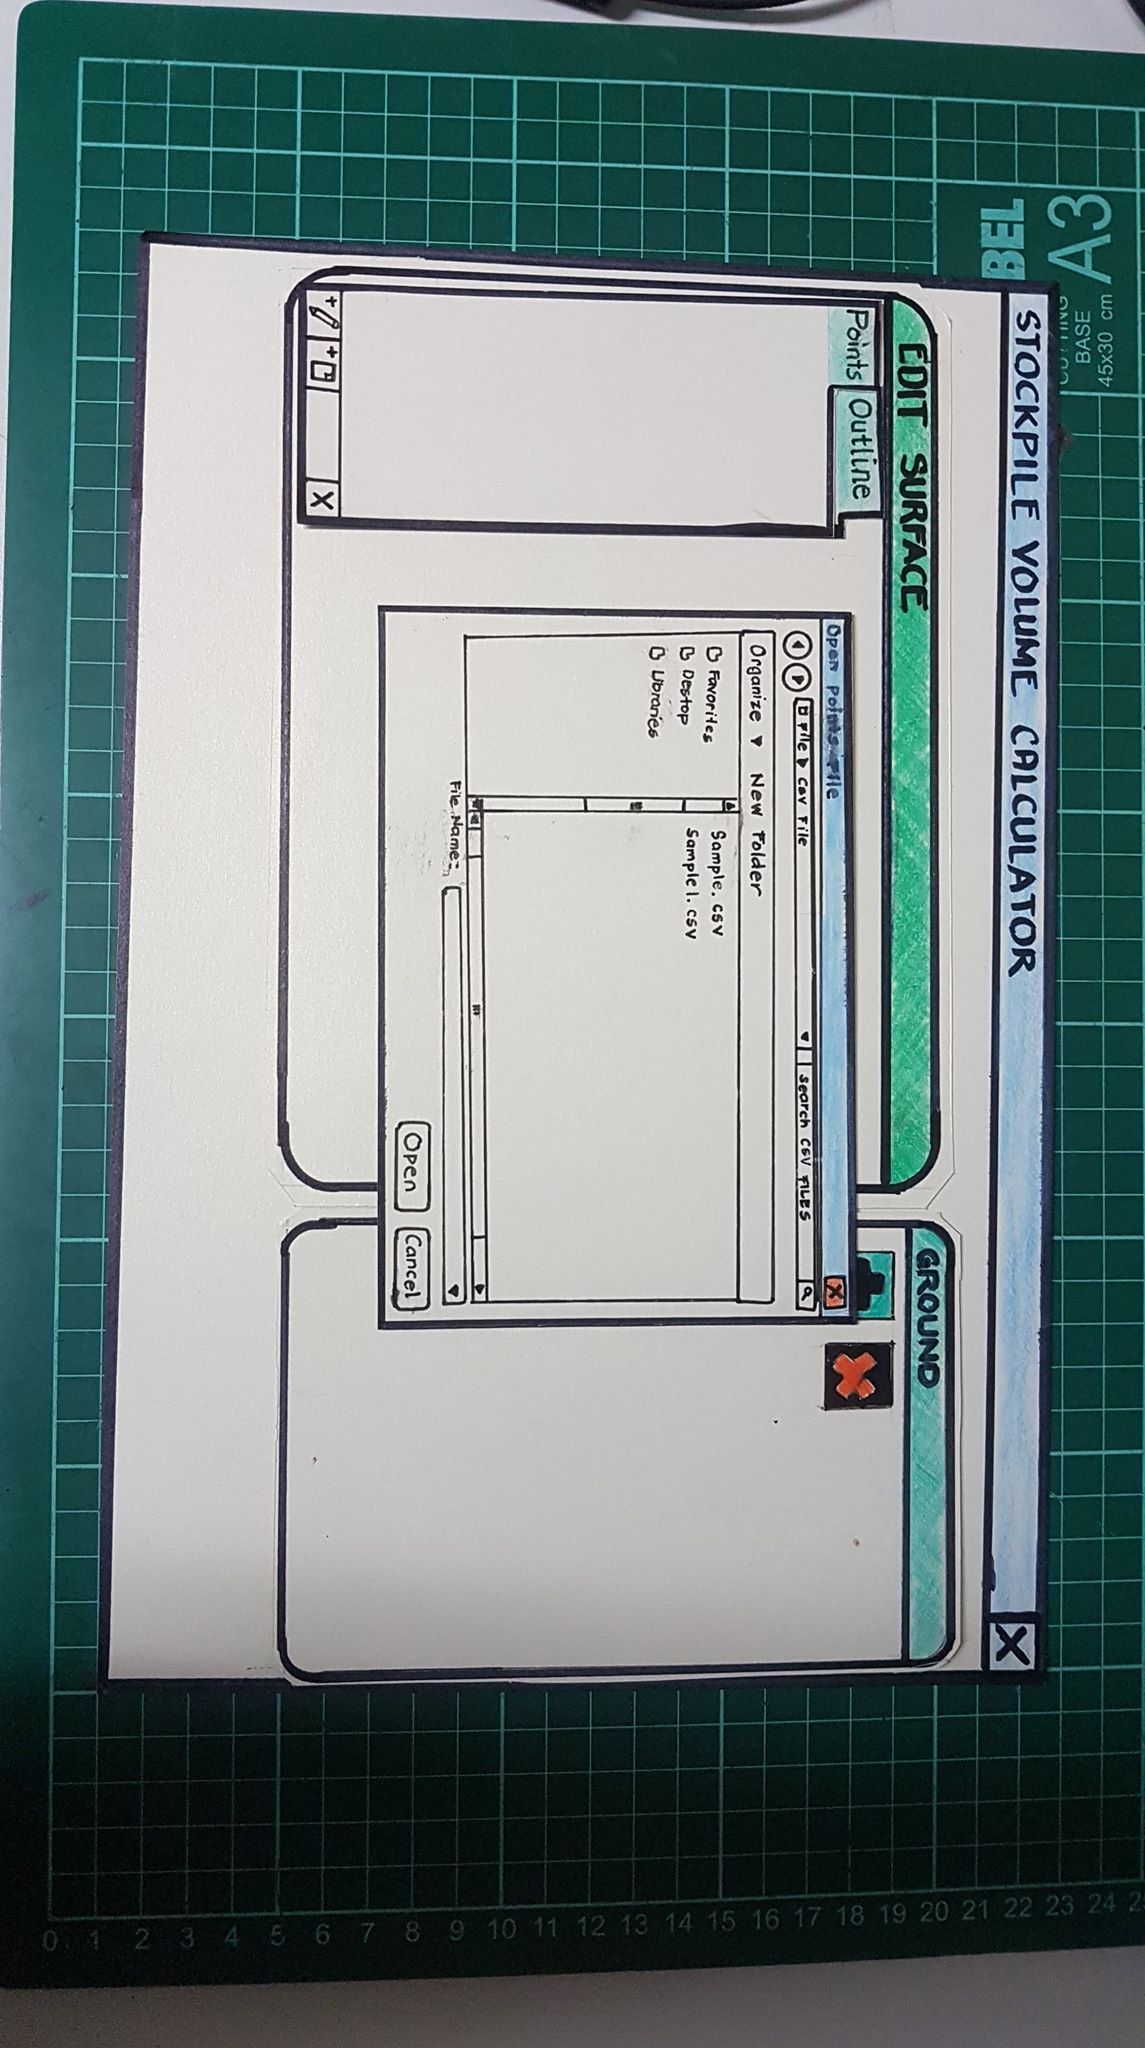 BEL
A3
CUTTING
BASE
45x30 cm
STOCKPILE VOLUME CALCULATOR X
EDIT SURFACE
Points Outline
X
GROUND
Open Points File X
File CSV File
Search CSV FILES
Organize New Folder
Favorites
Destop
Libraries
Sample.csv
Sample1.csv
File Name:
Open Cancel
0 1 2 3 4 5 6 7 8 9 10 11 12 13 14 15 16 17 18 19 20 21 22 23 24 2